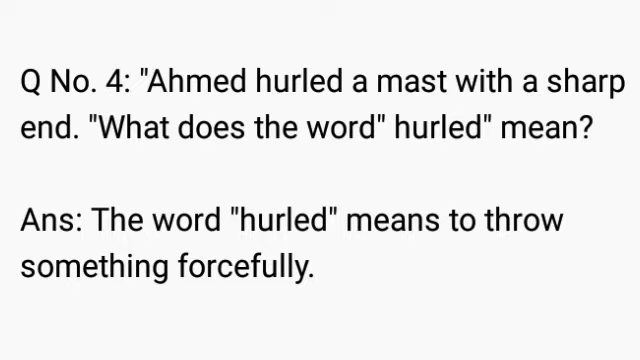 Q No. 4: "Ahmed hurled a mast with a sharp
end. "What does the word" hurled" mean?
Ans: The word "hurled" means to throw
something forcefully.